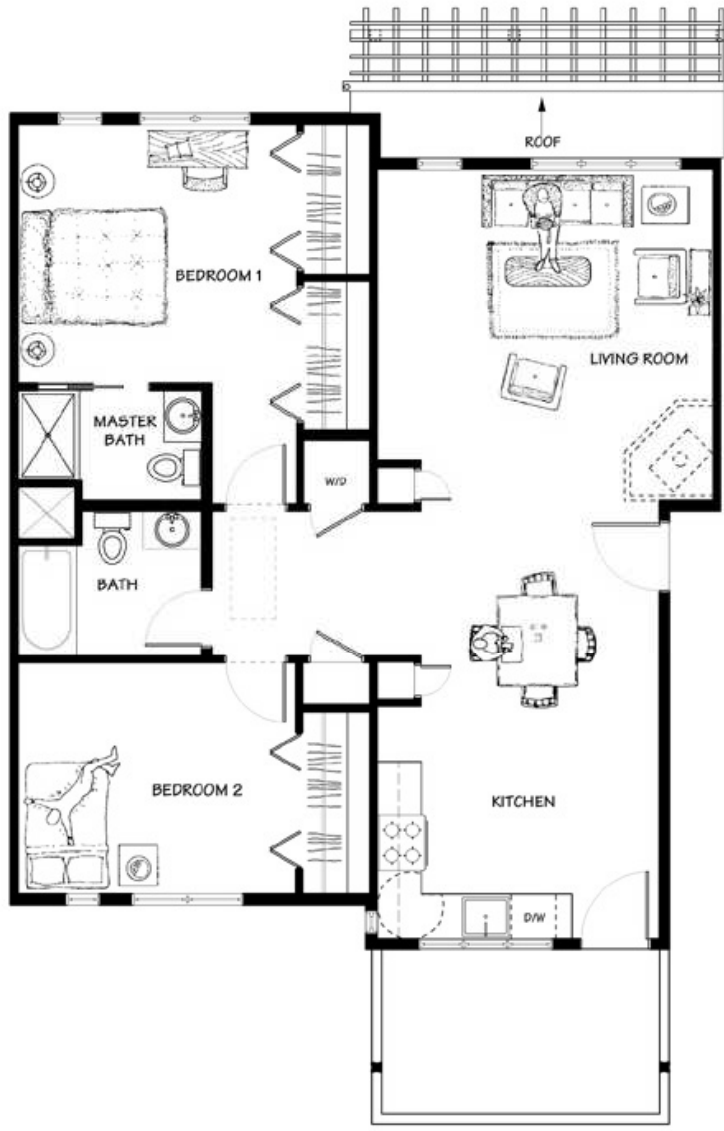 ROOF
BEDROOM 1
LIVING ROOM
MASTER
BATH
W/D
BATH
BEDROOM 2
KITCHEN
D/W